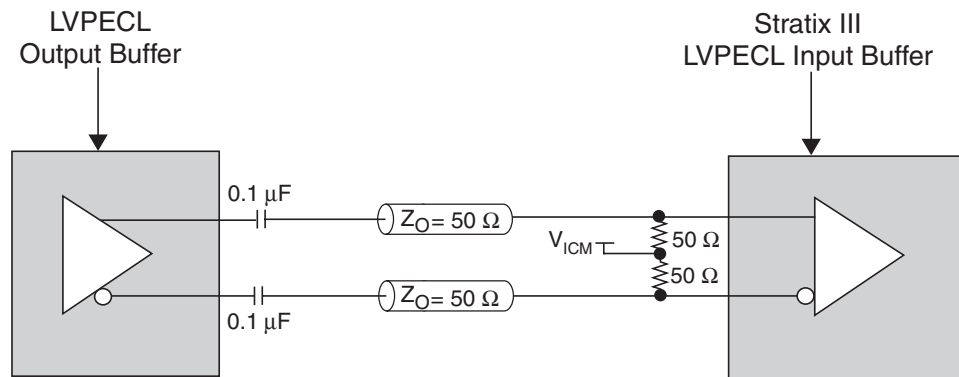 LVPECL
Output Buffer
Stratix III
LVPECL Input Buffer
0.1 µF
Z_O = 50 Ω
V_ICM
50 Ω
50 Ω
Z_O = 50 Ω
0.1 µF